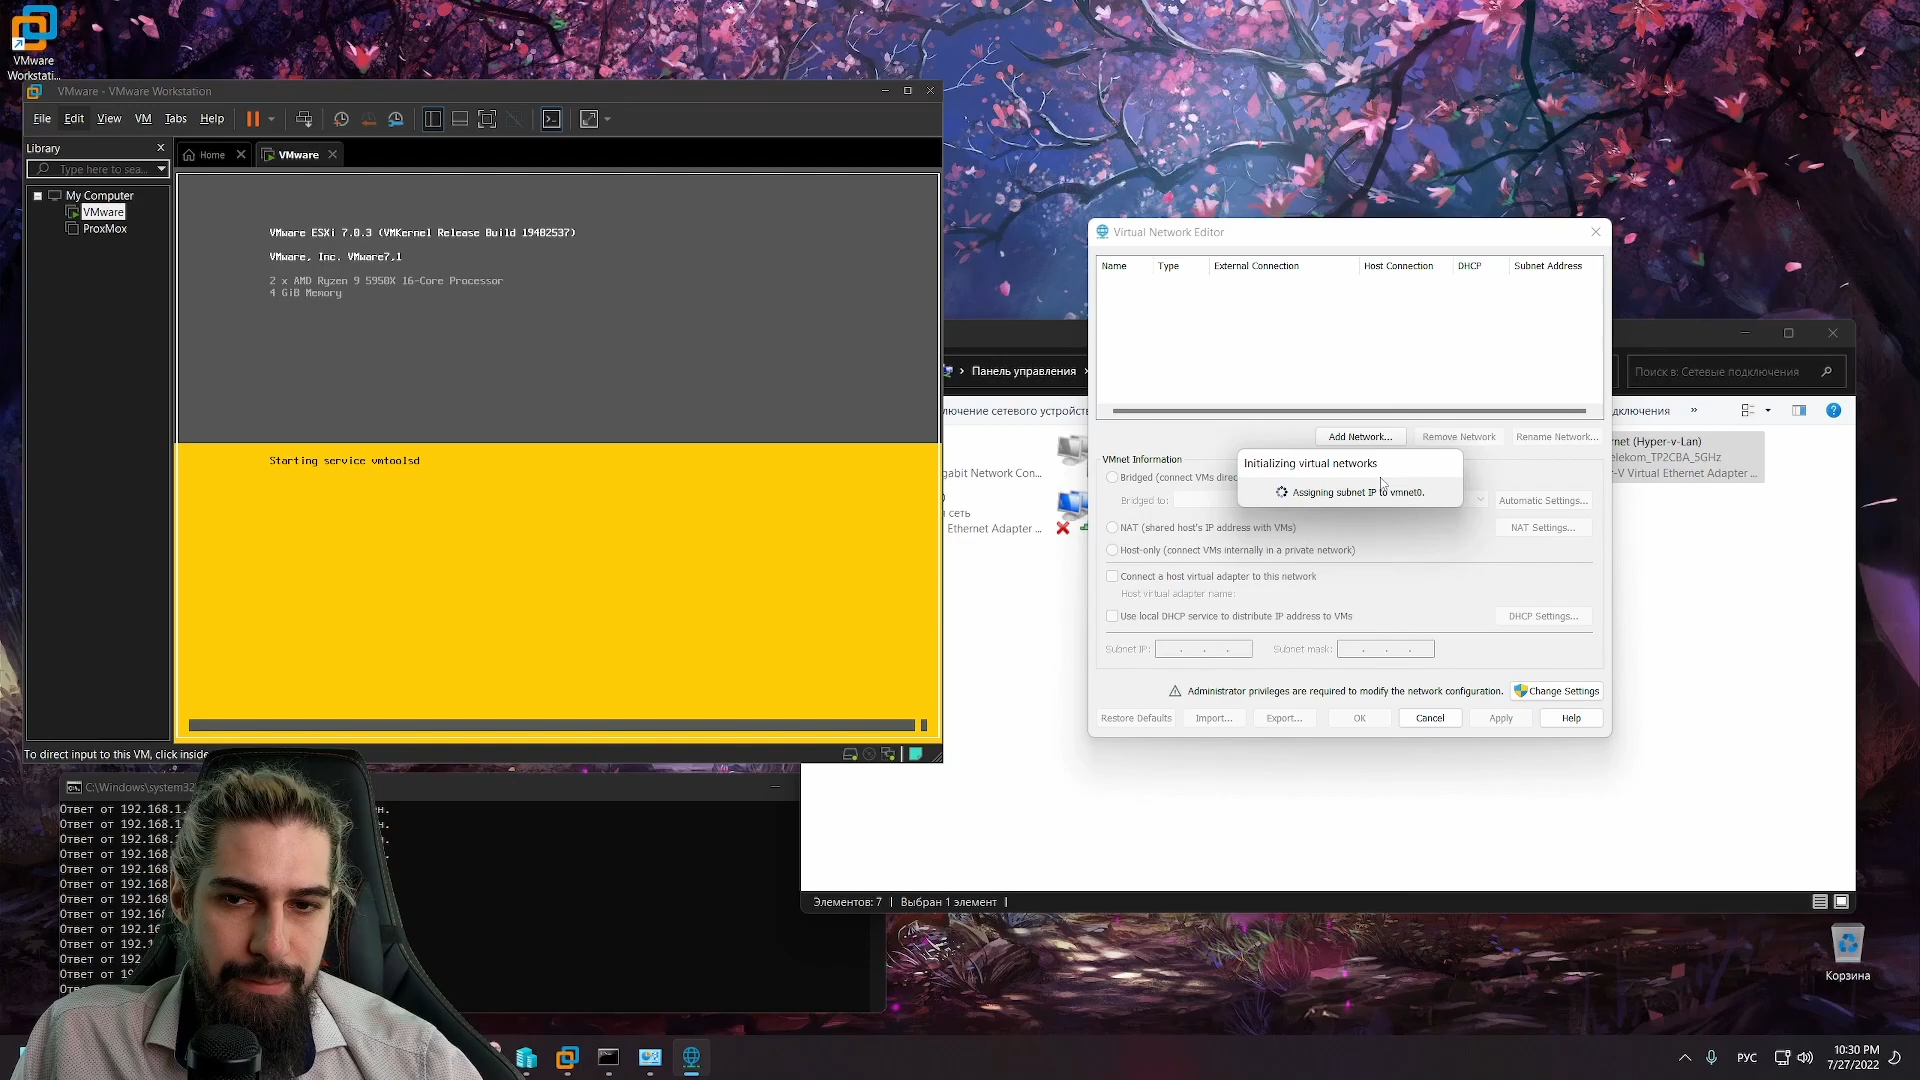 VMware
Workstati...
VMware - VMware Workstation
File Edit View VM Tabs Help
Library
Type here to sea...
My Computer
VMware
ProxMox
Home
VMware
VMware ESXi 7.0.3 (VMKernel Release Build 19482537)
VMware, Inc. VMware7,1
2 x AMD Ryzen 9 5950X 16-Core Processor
4 GiB Memory
Starting service vmtoolsd
To direct input to this VM, click inside
C:\Windows\system32
Ответ от 192.168.1.
Ответ от 192.168.1
Ответ от 192.168.
Ответ от 192.168
Ответ от 192.168
Ответ от 192.168
Ответ от 192.168
Ответ от 192.168
Ответ от 192.16
Ответ от 192.1
Ответ от 192
Ответ от 19
Virtual Network Editor
Name Type External Connection Host Connection DHCP Subnet Address
Add Network... Remove Network Rename Network...
VMnet Information
Initializing virtual networks
Assigning subnet IP to vmnet0.
Bridged (connect VMs direc
Bridged to:
Automatic Settings...
NAT (shared host's IP address with VMs)
NAT Settings...
Host-only (connect VMs internally in a private network)
Connect a host virtual adapter to this network
Host virtual adapter name:
Use local DHCP service to distribute IP address to VMs
DHCP Settings...
Subnet IP: . . . Subnet mask: . . .
Administrator privileges are required to modify the network configuration.
Change Settings
Restore Defaults Import... Export... OK Cancel Apply Help
Панель управления
Поиск в: Сетевые подключения
лючение сетевого устройств
дключения
gabit Network Con...
сеть
Ethernet Adapter ...
net (Hyper-v-Lan)
elekom_TP2CBA_5GHz
r-V Virtual Ethernet Adapter ...
Элементов: 7
Выбран 1 элемент
Корзина
РУС
10:30 PM
7/27/2022